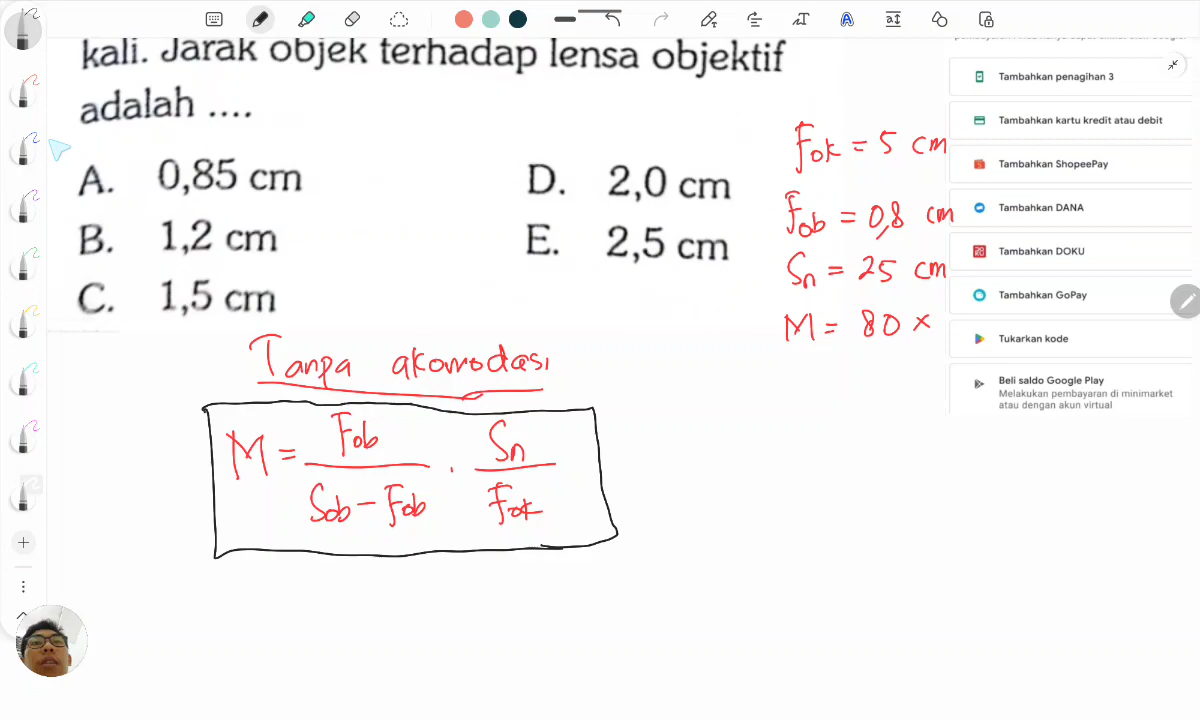 kali. Jarak objek terhadap lensa objektif
adalah ....
A. 0,85 cm
B. 1,2 cm
C. 1,5 cm
D. 2,0 cm
E. 2,5 cm
Fok = 5 cm
Fob = 0,8 cm
Sn = 25 cm
M = 80 ×
Tanpa akomodasi
M = Fob / (Sob - Fob) . Sn / Fok
Tambahkan penagihan 3
Tambahkan kartu kredit atau debit
Tambahkan ShopeePay
Tambahkan DANA
Tambahkan DOKU
Tambahkan GoPay
Tukarkan kode
Beli saldo Google Play
Melakukan pembayaran di minimarket
atau dengan akun virtual